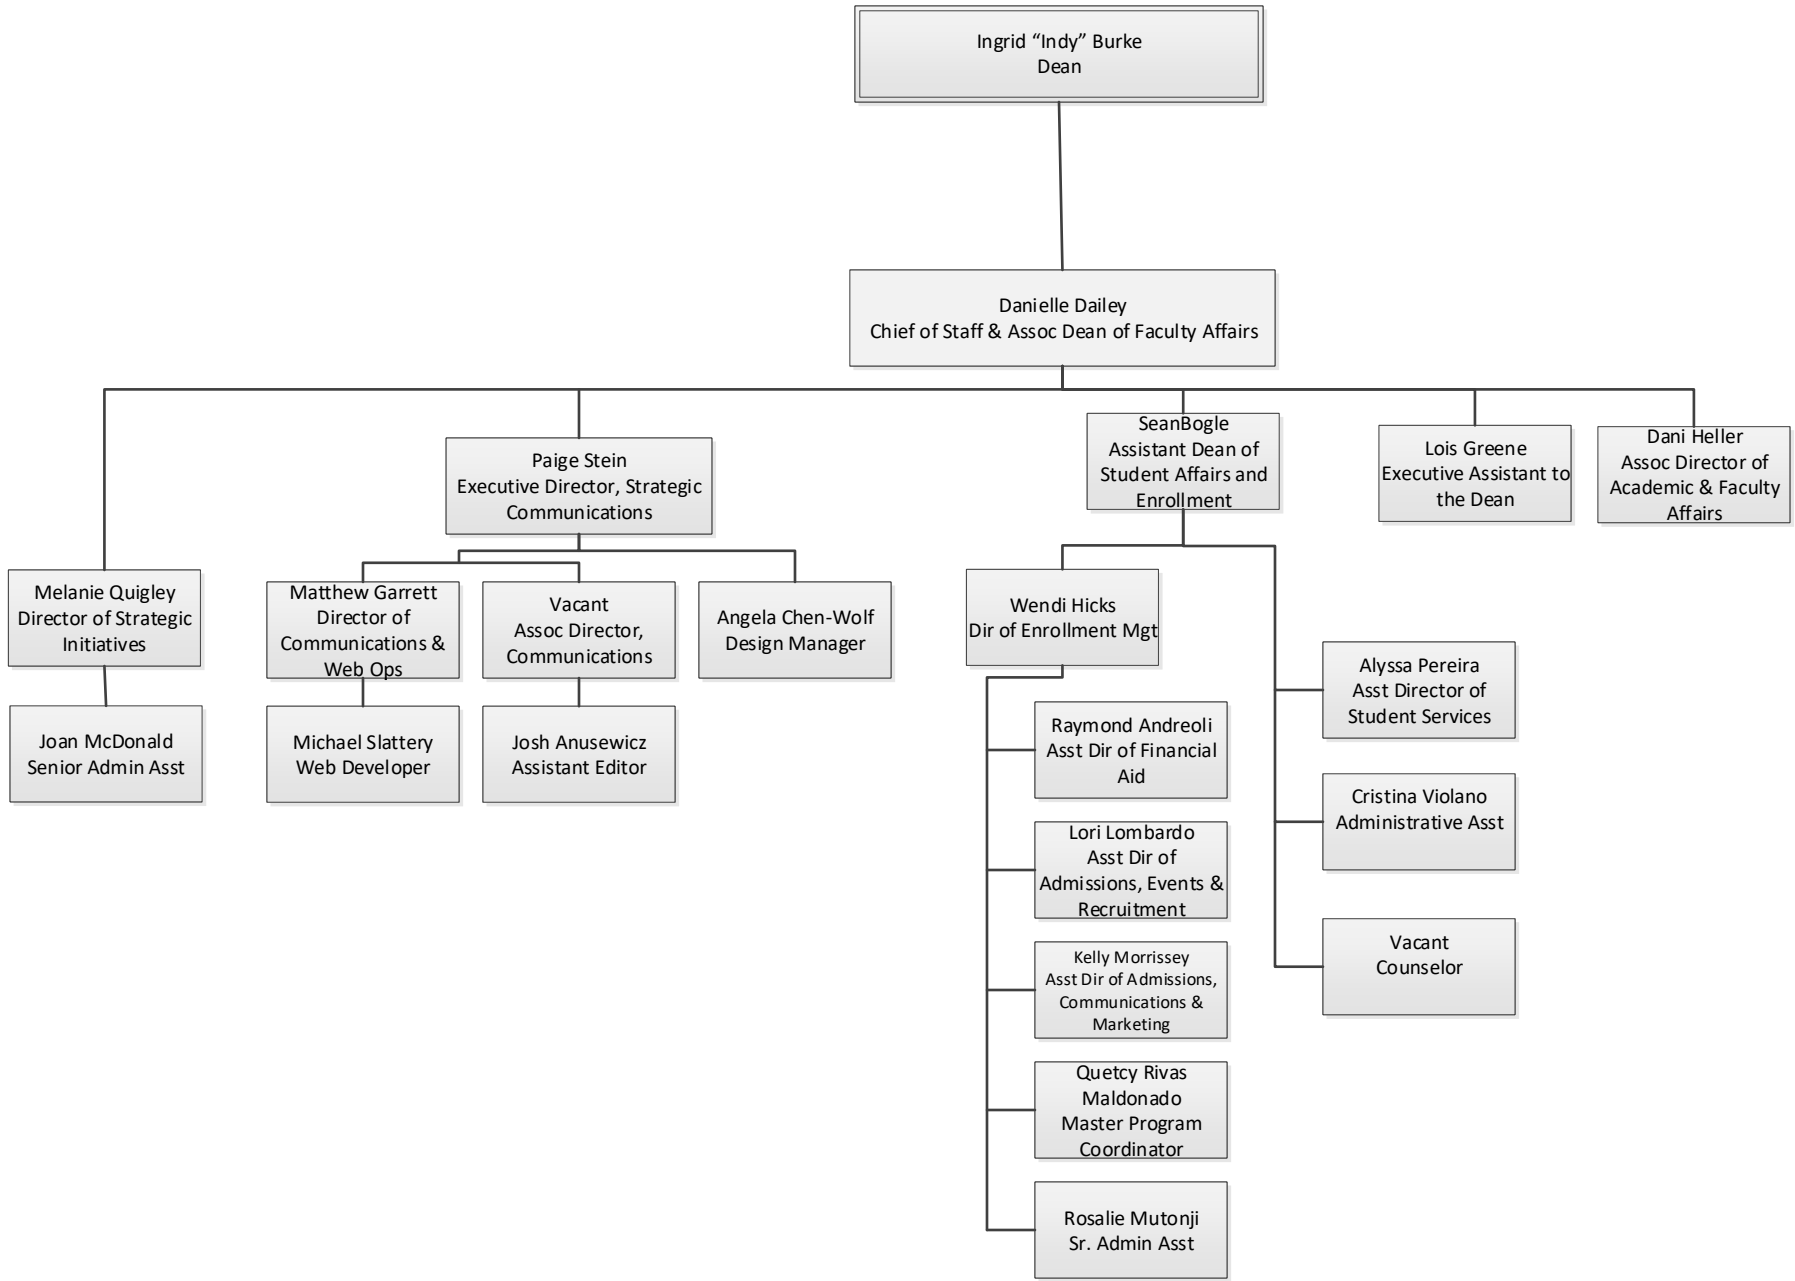 Ingrid “Indy” Burke
Dean
Danielle Dailey
Chief of Staff & Assoc Dean of Faculty Affairs
Melanie Quigley
Director of Strategic
Initiatives
Joan McDonald
Senior Admin Asst
Paige Stein
Executive Director, Strategic
Communications
Matthew Garrett
Director of
Communications &
Web Ops
Michael Slattery
Web Developer
Vacant
Assoc Director,
Communications
Josh Anusewicz
Assistant Editor
Angela Chen-Wolf
Design Manager
SeanBogle
Assistant Dean of
Student Affairs and
Enrollment
Wendi Hicks
Dir of Enrollment Mgt
Raymond Andreoli
Asst Dir of Financial
Aid
Lori Lombardo
Asst Dir of
Admissions, Events &
Recruitment
Kelly Morrissey
Asst Dir of Admissions,
Communications &
Marketing
Quetcy Rivas
Maldonado
Master Program
Coordinator
Rosalie Mutonji
Sr. Admin Asst
Alyssa Pereira
Asst Director of
Student Services
Cristina Violano
Administrative Asst
Vacant
Counselor
Lois Greene
Executive Assistant to
the Dean
Dani Heller
Assoc Director of
Academic & Faculty
Affairs